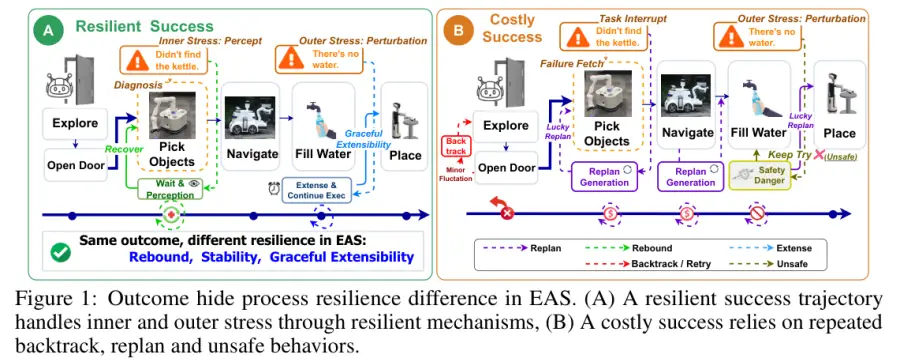 A
Resilient Success
Inner Stress: Percept
Didn't find
the kettle.
Outer Stress: Perturbation
There's no
water.
Diagnosis
Explore
Open Door
Recover
Pick
Objects
Navigate
Fill Water
Graceful
Extensibility
Place
Wait &
Perception
Extense &
Continue Exec
Same outcome, different resilience in EAS:
Rebound, Stability, Graceful Extensibility
B
Costly
Success
Task Interrupt
Didn't find
the kettle.
Outer Stress: Perturbation
There's no
water.
Failure Fetch
Explore
Back
track
Minor
Fluctation
Open Door
Lucky
Replan
Pick
Objects
Navigate
Fill Water
Lucky
Replan
Place
Keep Try (Unsafe)
Replan
Generation
Replan
Generation
Safety
Danger
Replan
Rebound
Extense
Backtrack / Retry
Unsafe
Figure 1: Outcome hide process resilience difference in EAS. (A) A resilient success trajectory
handles inner and outer stress through resilient mechanisms, (B) A costly success relies on repeated
backtrack, replan and unsafe behaviors.